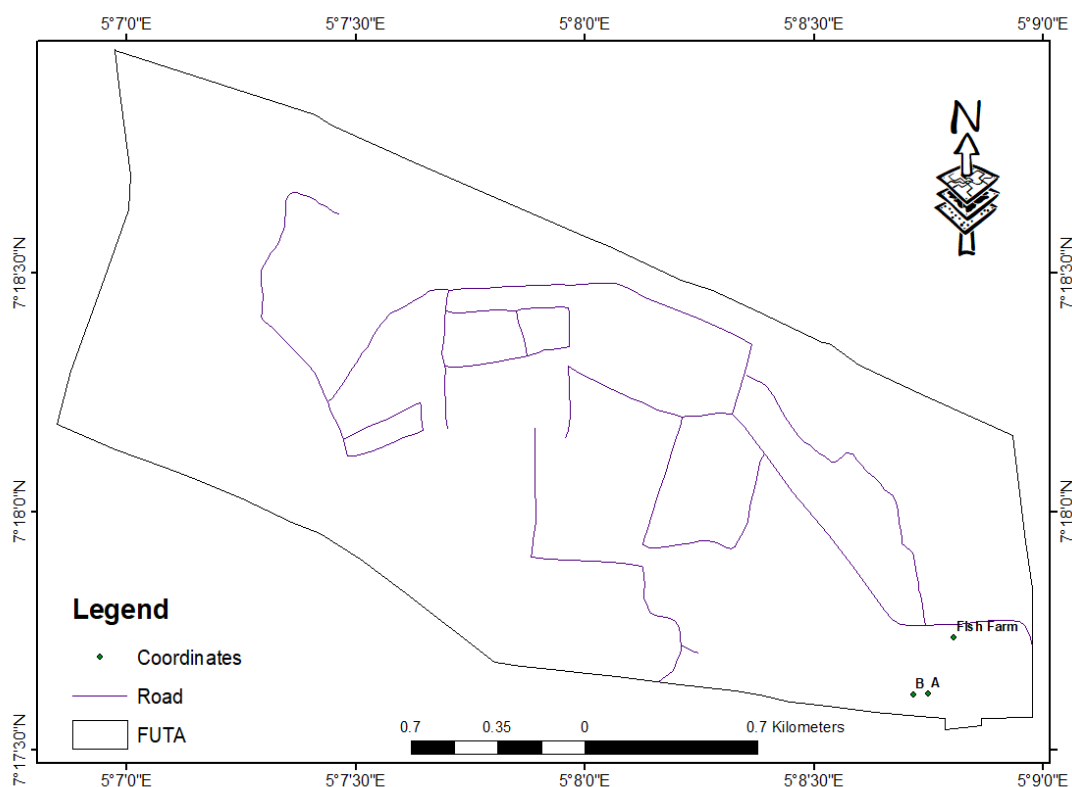 5°7'0"E 5°7'30"E 5°8'0"E 5°8'30"E 5°9'0"E
N
7°18'30"N 7°18'30"N
7°18'0"N 7°18'0"N
Fish Farm
B A
Legend
Coordinates
Road
FUTA
0.7 0.35 0 0.7 Kilometers
7°17'30"N 7°17'30"N
5°7'0"E 5°7'30"E 5°8'0"E 5°8'30"E 5°9'0"E